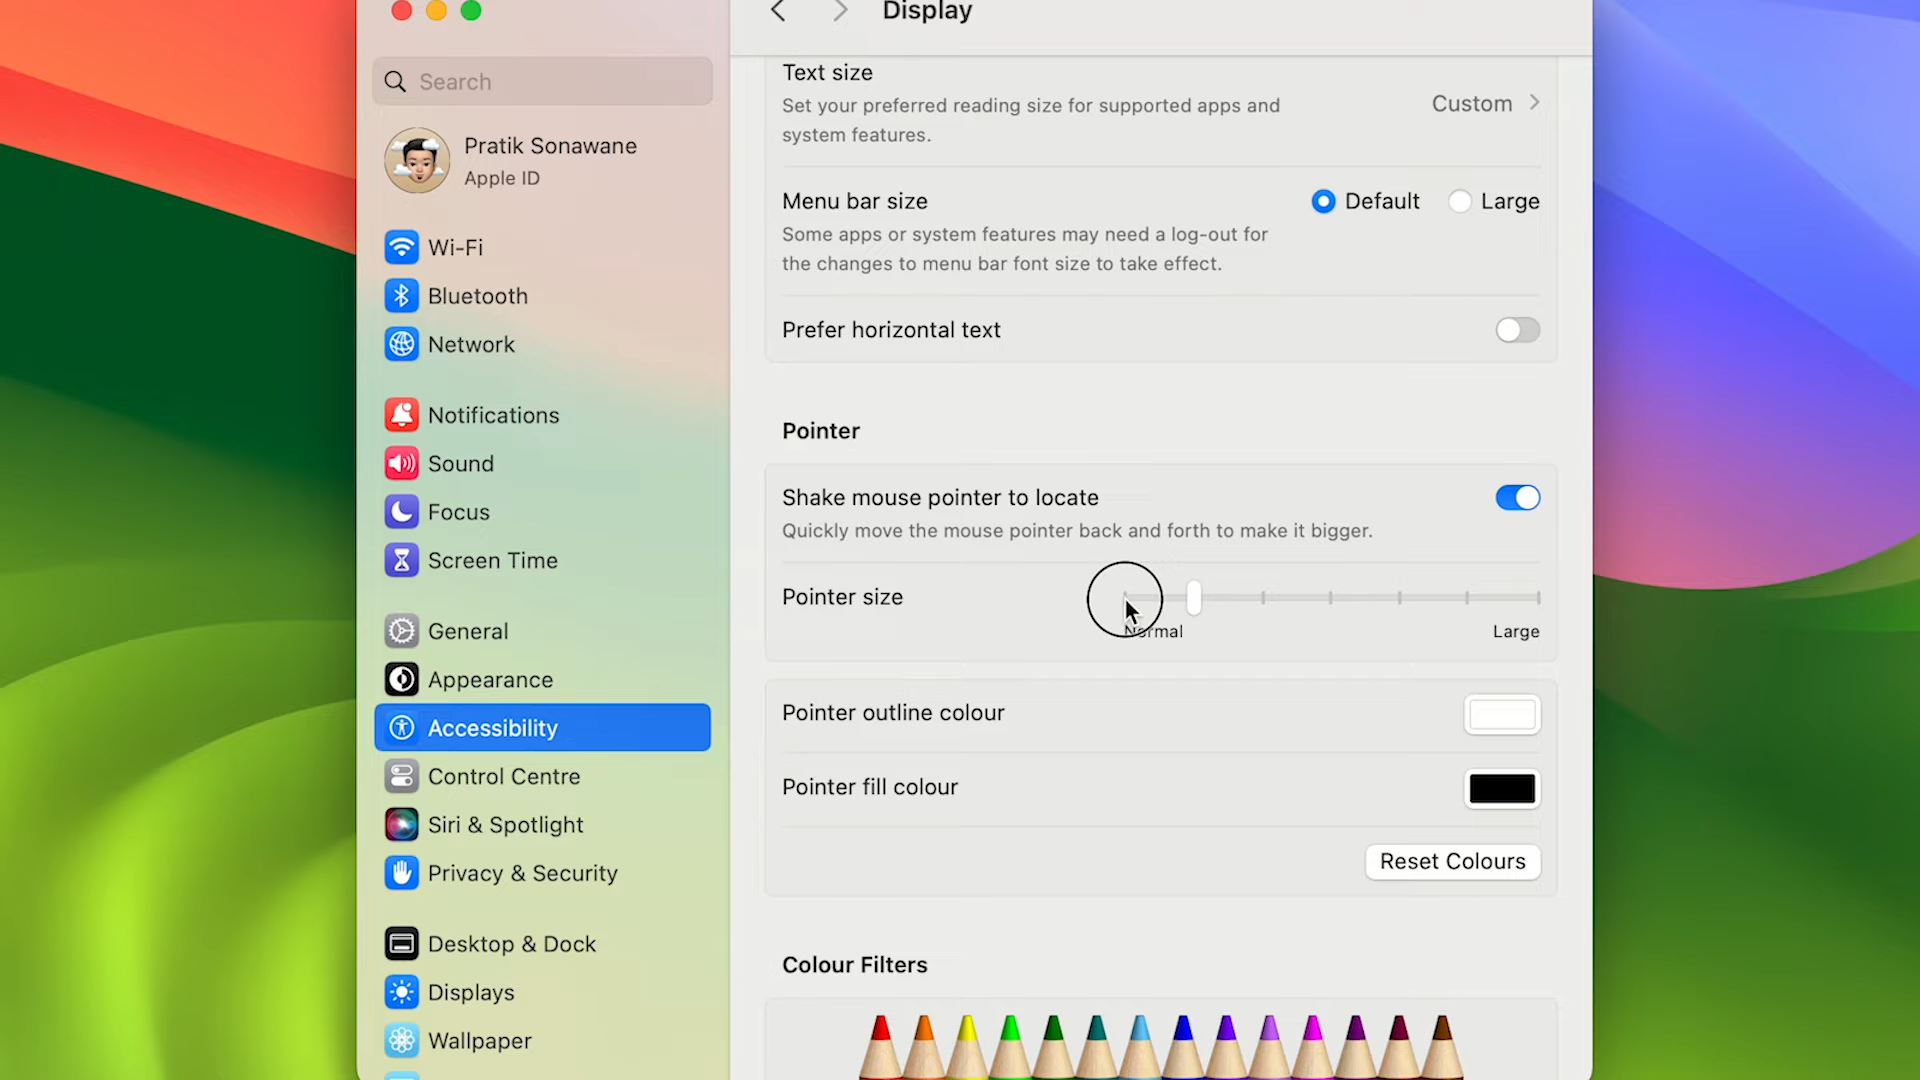 Display
Search
Pratik Sonawane
Apple ID
Wi-Fi
Bluetooth
Network
Notifications
Sound
Focus
Screen Time
General
Appearance
Accessibility
Control Centre
Siri & Spotlight
Privacy & Security
Desktop & Dock
Displays
Wallpaper
Text size
Set your preferred reading size for supported apps and
system features.
Custom
Menu bar size
Default
Large
Some apps or system features may need a log-out for
the changes to menu bar font size to take effect.
Prefer horizontal text
Pointer
Shake mouse pointer to locate
Quickly move the mouse pointer back and forth to make it bigger.
Pointer size
Normal
Large
Pointer outline colour
Pointer fill colour
Reset Colours
Colour Filters